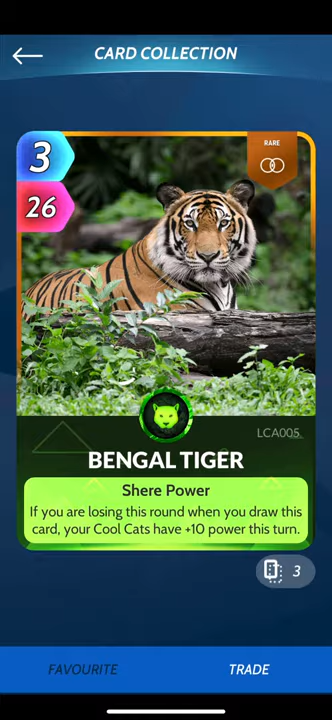 CARD COLLECTION
3
RARE
26
LCA005
BENGAL TIGER
Shere Power
If you are losing this round when you draw this
card, your Cool Cats have +10 power this turn.
3
FAVOURITE
TRADE